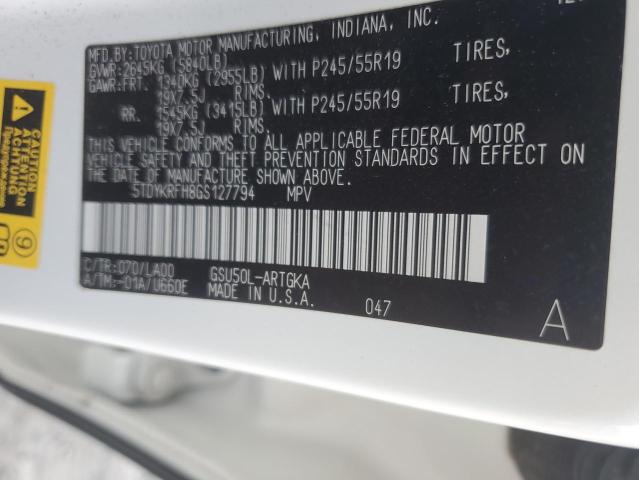 MFD.BY:TOYOTA MOTOR MANUFACTURING, INDIANA, INC.
GVWR:2645KG (5840LB)
GAWR:FRT. 1340KG (2955LB) WITH P245/55R19 TIRES,
19X7.5J RIMS.
RR. 1545KG (3415LB) WITH P245/55R19 TIRES,
19X7.5J RIMS.
THIS VEHICLE CONFORMS TO ALL APPLICABLE FEDERAL MOTOR
VEHICLE SAFETY AND THEFT PREVENTION STANDARDS IN EFFECT ON
THE DATE OF MANUFACTURE SHOWN ABOVE.
5TDYKRFH8GS127794 MPV
C/TR:070/LA00 GSU50L-ARTGKA
A/TM:-01A/U660E MADE IN U.S.A. 047
A
CAUTION
ACHTUNG
9